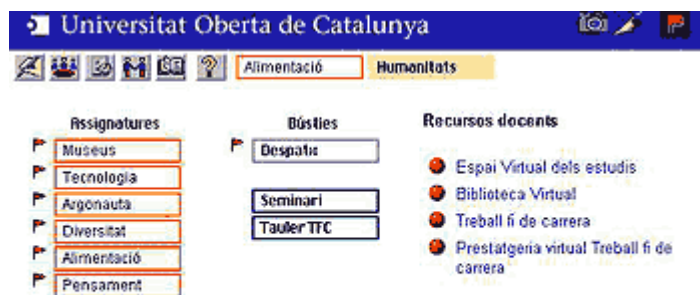 Universitat Oberta de Catalunya
Alimentació
Humanitats
Assignatures
Museus
Tecnologia
Argonauta
Diversitat
Alimentació
Pensament
Bústies
Despatx
Seminari
Tauler TFC
Recursos docents
Espai Virtual dels estudis
Biblioteca Virtual
Treball fi de carrera
Prestatgeria virtual Treball fi de
carrera